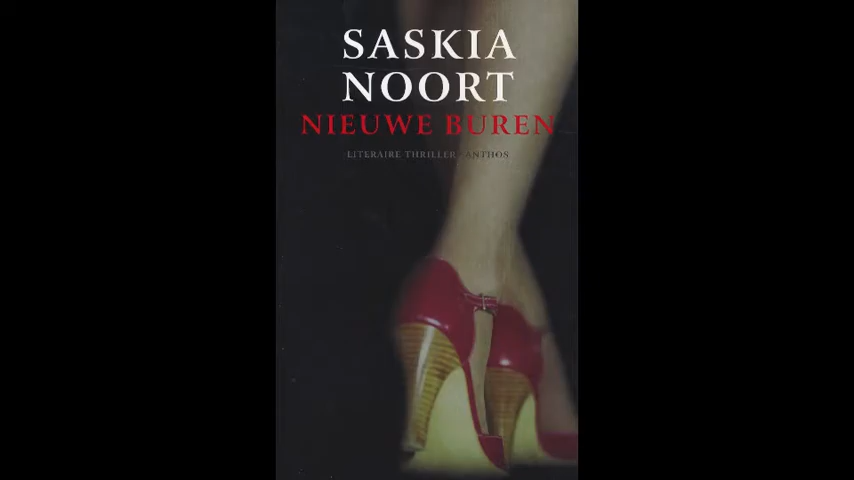 SASKIA
NOORT
NIEUWE BUREN
LITERAIRE THRILLER ANTHOS